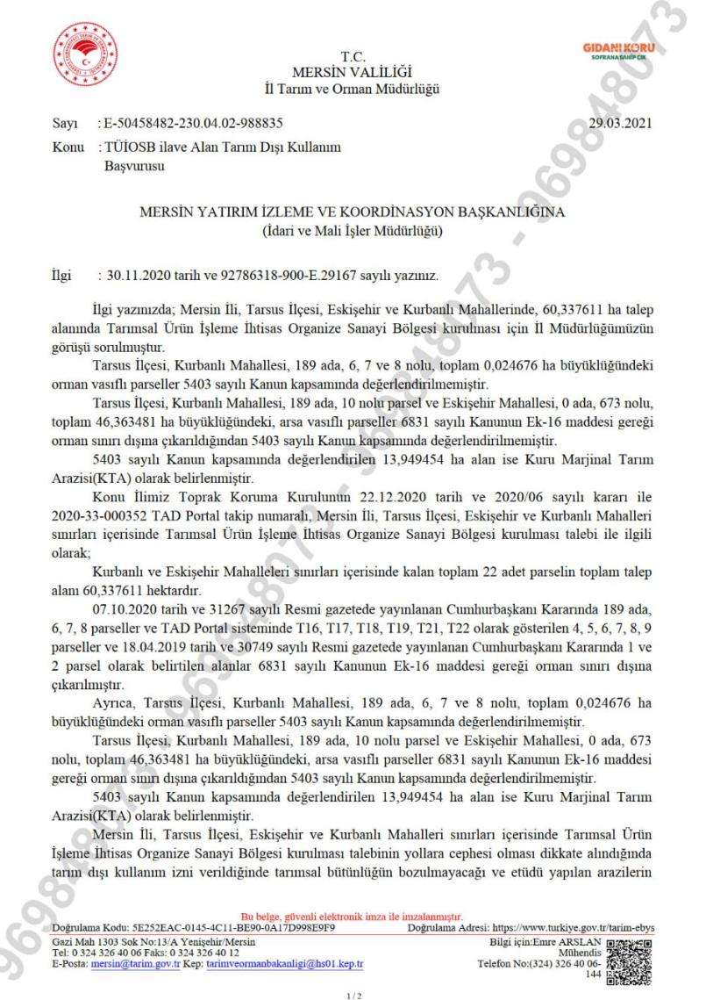 GIDANI KORU
SOFRANA SAHİP ÇIK
T.C.
MERSİN VALİLİĞİ
İl Tarım ve Orman Müdürlüğü
Sayı : E-50458482-230.04.02-988835 29.03.2021
Konu : TÜİOSB ilave Alan Tarım Dışı Kullanım
Başvurusu
MERSİN YATIRIM İZLEME VE KOORDİNASYON BAŞKANLIĞINA
(İdari ve Mali İşler Müdürlüğü)
İlgi : 30.11.2020 tarih ve 92786318-900-E.29167 sayılı yazınız.
İlgi yazınızda; Mersin İli, Tarsus İlçesi, Eskişehir ve Kurbanlı Mahallerinde, 60,337611 ha talep
alanında Tarımsal Ürün İşleme İhtisas Organize Sanayi Bölgesi kurulması için İl Müdürlüğümüzün
görüşü sorulmuştur.
Tarsus İlçesi, Kurbanlı Mahallesi, 189 ada, 6, 7 ve 8 nolu, toplam 0,024676 ha büyüklüğündeki
orman vasıflı parseller 5403 sayılı Kanun kapsamında değerlendirilmemiştir.
Tarsus İlçesi, Kurbanlı Mahallesi, 189 ada, 10 nolu parsel ve Eskişehir Mahallesi, 0 ada, 673 nolu,
toplam 46,363481 ha büyüklüğündeki, arsa vasıflı parseller 6831 sayılı Kanunun Ek-16 maddesi gereği
orman sınırı dışına çıkarıldığından 5403 sayılı Kanun kapsamında değerlendirilmemiştir.
5403 sayılı Kanun kapsamında değerlendirilen 13,949454 ha alan ise Kuru Marjinal Tarım
Arazisi(KTA) olarak belirlenmiştir.
Konu İlimiz Toprak Koruma Kurulunun 22.12.2020 tarih ve 2020/06 sayılı kararı ile
2020-33-000352 TAD Portal takip numaralı, Mersin İli, Tarsus İlçesi, Eskişehir ve Kurbanlı Mahalleri
sınırları içerisinde Tarımsal Ürün İşleme İhtisas Organize Sanayi Bölgesi kurulması talebi ile ilgili
olarak;
Kurbanlı ve Eskişehir Mahalleleri sınırları içerisinde kalan toplam 22 adet parselin toplam talep
alanı 60,337611 hektardır.
07.10.2020 tarih ve 31267 sayılı Resmi gazetede yayınlanan Cumhurbaşkanı Kararında 189 ada,
6, 7, 8 parseller ve TAD Portal sisteminde T16, T17, T18, T19, T21, T22 olarak gösterilen 4, 5, 6, 7, 8, 9
parseller ve 18.04.2019 tarih ve 30749 sayılı Resmi gazetede yayınlanan Cumhurbaşkanı Kararında 1 ve
2 parsel olarak belirtilen alanlar 6831 sayılı Kanunun Ek-16 maddesi gereği orman sınırı dışına
çıkarılmıştır.
Ayrıca, Tarsus İlçesi, Kurbanlı Mahallesi, 189 ada, 6, 7 ve 8 nolu, toplam 0,024676 ha
büyüklüğündeki orman vasıflı parseller 5403 sayılı Kanun kapsamında değerlendirilmemiştir.
Tarsus İlçesi, Kurbanlı Mahallesi, 189 ada, 10 nolu parsel ve Eskişehir Mahallesi, 0 ada, 673
nolu, toplam 46,363481 ha büyüklüğündeki, arsa vasıflı parseller 6831 sayılı Kanunun Ek-16 maddesi
gereği orman sınırı dışına çıkarıldığından 5403 sayılı Kanun kapsamında değerlendirilmemiştir.
5403 sayılı Kanun kapsamında değerlendirilen 13,949454 ha alan ise Kuru Marjinal Tarım
Arazisi(KTA) olarak belirlenmiştir.
Mersin İli, Tarsus İlçesi, Eskişehir ve Kurbanlı Mahalleri sınırları içerisinde Tarımsal Ürün
İşleme İhtisas Organize Sanayi Bölgesi kurulması talebinin yollara cephesi olması dikkate alındığında
tarım dışı kullanım izni verildiğinde tarımsal bütünlüğün bozulmayacağı ve etüdü yapılan arazilerin
Bu belge, güvenli elektronik imza ile imzalanmıştır.
Doğrulama Kodu: 5E252EAC-0145-4C11-BE90-0A17D998E9F9 Doğrulama Adresi: https://www.turkiye.gov.tr/tarim-ebys
Gazi Mah 1303 Sok No:13/A Yenişehir/Mersin Bilgi için:Emre ARSLAN
Tel: 0 324 326 40 06 Faks: 0 324 326 40 12 Mühendis
E-Posta: mersin@tarim.gov.tr Kep: tarimveormanbakanligi@hs01.kep.tr Telefon No:(324) 326 40 06-
144
1 / 2
969848073 - 969848073 - 969848073 - 969848073